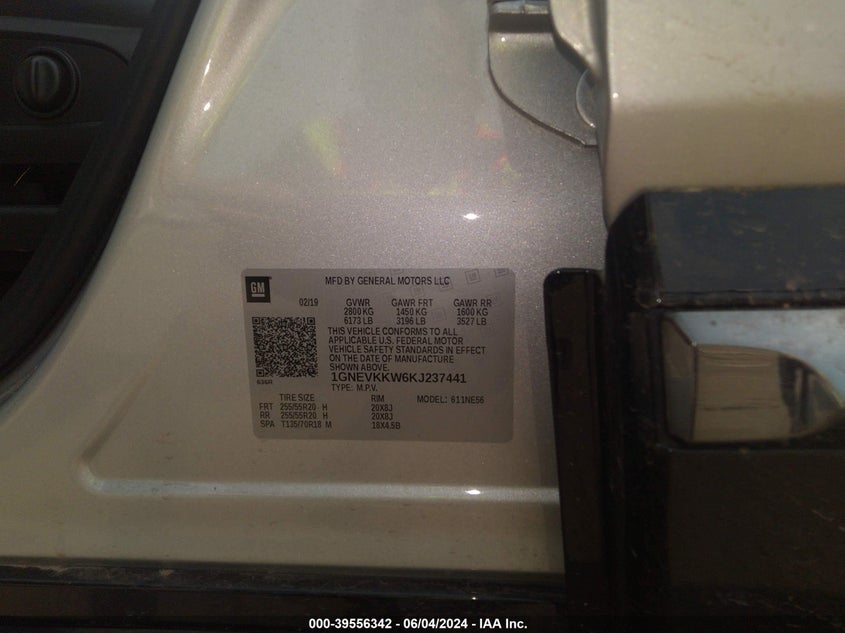 GM
MFD BY GENERAL MOTORS LLC
02/19 GVWR GAWR FRT GAWR RR
2800 KG 1450 KG 1600 KG
6173 LB 3196 LB 3527 LB
THIS VEHICLE CONFORMS TO ALL
APPLICABLE U.S. FEDERAL MOTOR
VEHICLE SAFETY STANDARDS IN EFFECT
ON THE DATE OF MANUFACTURE
SHOWN ABOVE.
1GNEVKKW6KJ237441
636R
TYPE: M.P.V.
TIRE SIZE RIM MODEL: 611NE56
FRT 255/55R20 H 20X8J
RR 255/55R20 H 20X8J
SPA T135/70R18 M 18X4.5B
000-39556342 - 06/04/2024 - IAA Inc.